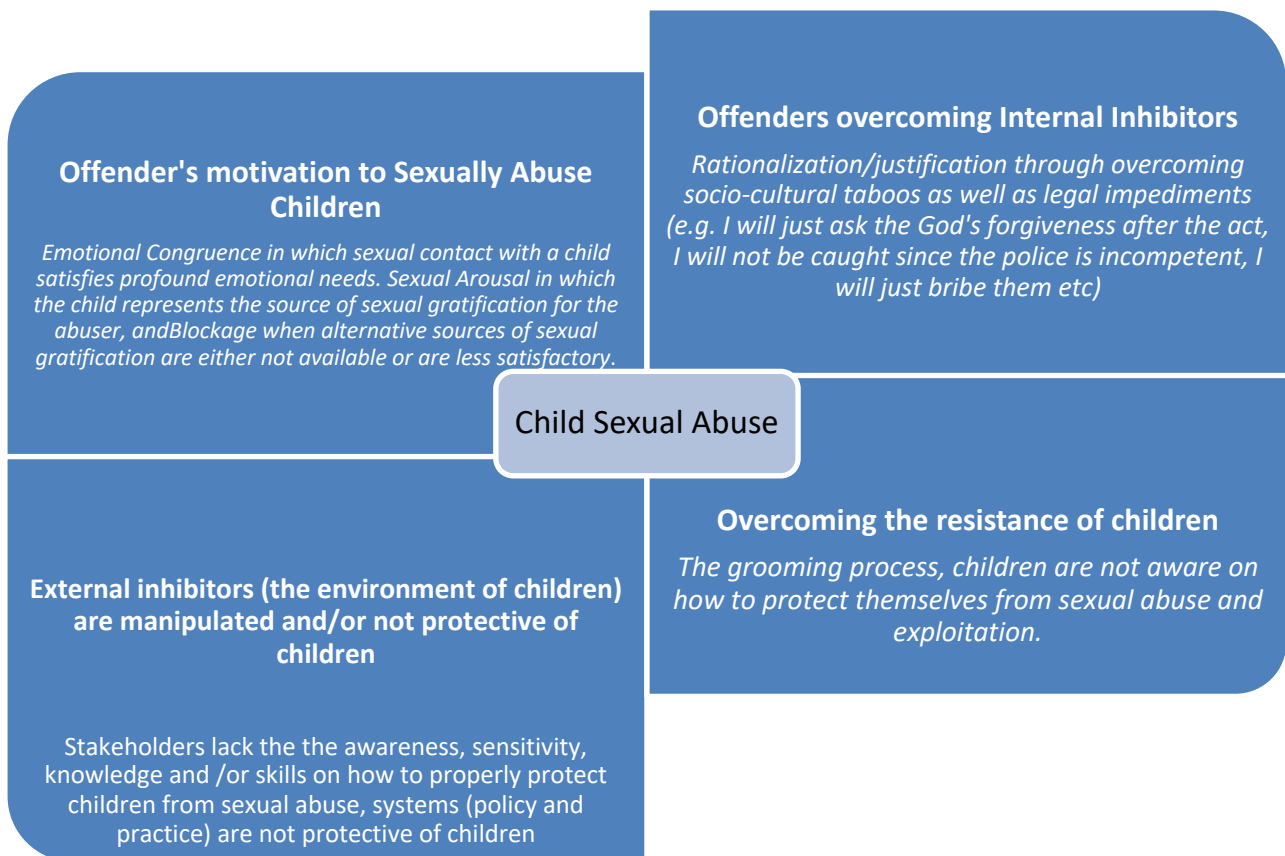 Offender's motivation to Sexually Abuse
Children
Emotional Congruence in which sexual contact with a child
satisfies profound emotional needs. Sexual Arousal in which
the child represents the source of sexual gratification for the
abuser, andBlockage when alternative sources of sexual
gratification are either not available or are less satisfactory.
Offenders overcoming Internal Inhibitors
Rationalization/justification through overcoming
socio-cultural taboos as well as legal impediments
(e.g. I will just ask the God's forgiveness after the act,
I will not be caught since the police is incompetent, I
will just bribe them etc)
Child Sexual Abuse
External inhibitors (the environment of children)
are manipulated and/or not protective of
children
Stakeholders lack the the awareness, sensitivity,
knowledge and /or skills on how to properly protect
children from sexual abuse, systems (policy and
practice) are not protective of children
Overcoming the resistance of children
The grooming process, children are not aware on
how to protect themselves from sexual abuse and
exploitation.